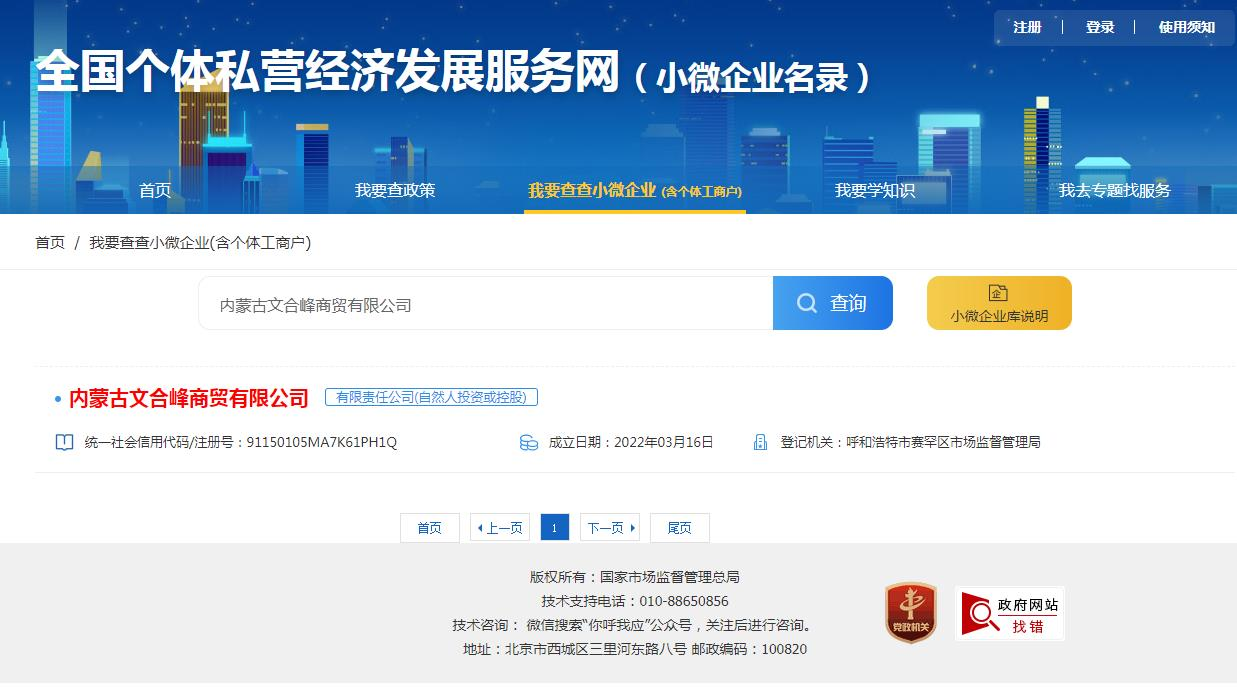 注册 登录 使用须知
全国个体私营经济发展服务网（小微企业名录）
首页 我要查政策 我要查查小微企业 (含个体工商户) 我要学知识 我去专题找服务
首页 / 我要查查小微企业(含个体工商户)
内蒙古文合峰商贸有限公司 查询 小微企业库说明
内蒙古文合峰商贸有限公司 有限责任公司(自然人投资或控股)
统一社会信用代码/注册号：91150105MA7K61PH1Q 成立日期：2022年03月16日 登记机关：呼和浩特市赛罕区市场监督管理局
首页 上一页 1 下一页 尾页
版权所有：国家市场监督管理总局
技术支持电话：010-88650856
技术咨询： 微信搜索“你呼我应”公众号，关注后进行咨询。
地址：北京市西城区三里河东路八号 邮政编码：100820
党政机关
政府网站
找错